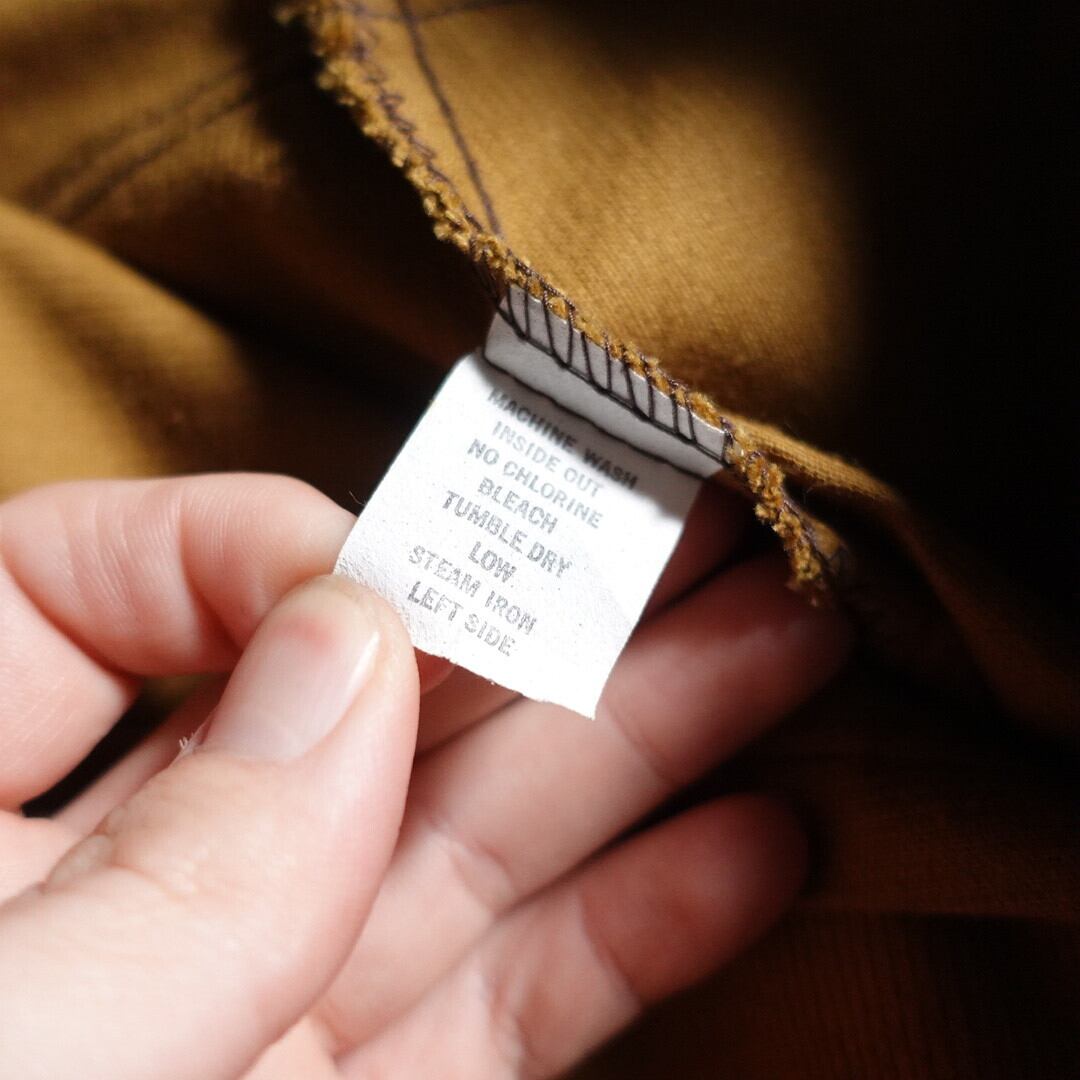 MACHINE WASH
INSIDE OUT
NO CHLORINE
BLEACH
TUMBLE DRY
LOW
STEAM IRON
LEFT SIDE